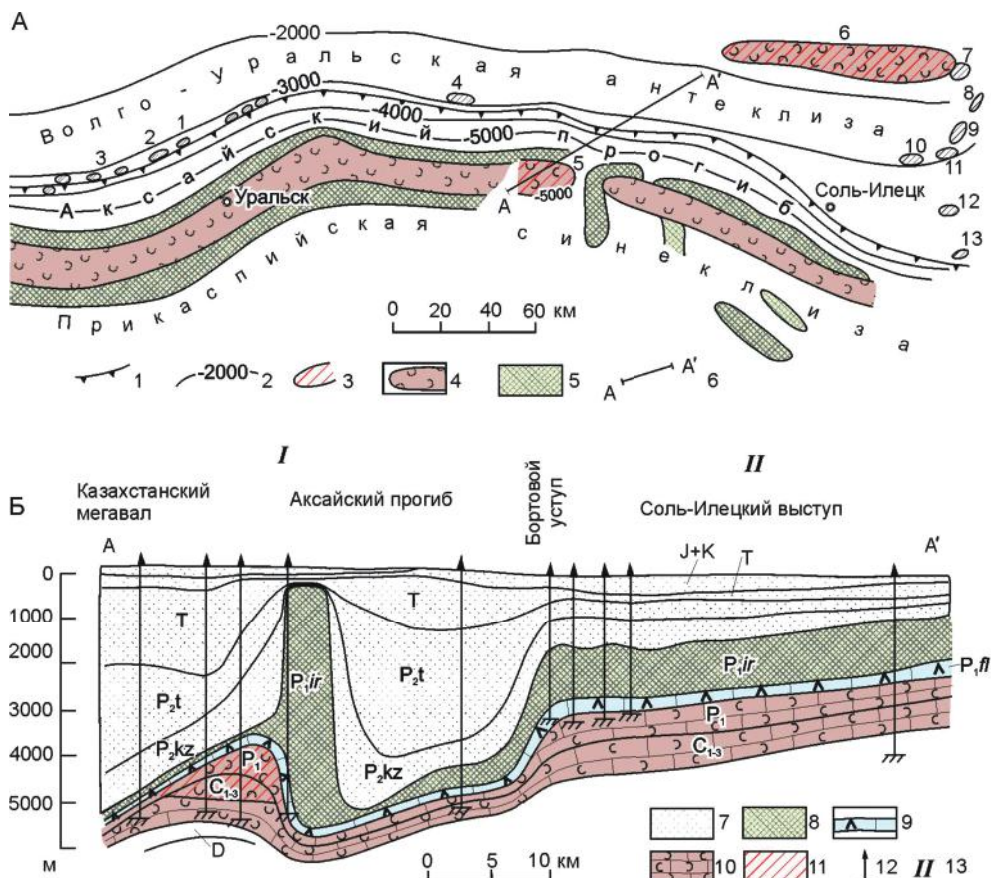 А
-2000
6
7
8
9
10
11
12
13
Волго-Уральская антеклиза
А'
-3000
4
-4000
-5000
1
2
3
Аксайский прогиб
5
-5000
А
Уральск
Соль-Илецк
Прикаспийская синеклиза
0 20 40 60 км
1 -2000 2 3 4 5 А А' 6
I II
Казахстанский
мегавал
Аксайский прогиб
Бортовой
уступ
Соль-Илецкий выступ
Б
А
J+K
T
А'
0
1000
2000
3000
4000
5000
м
T
T
P₂t
P₂t
P₁ir
P₁ir
P₁fl
P₂kz
P₂kz
P₁
P₁
C₁₋₃
C₁₋₃
D
0 5 10 км
7 8 9
10 11 12 II 13